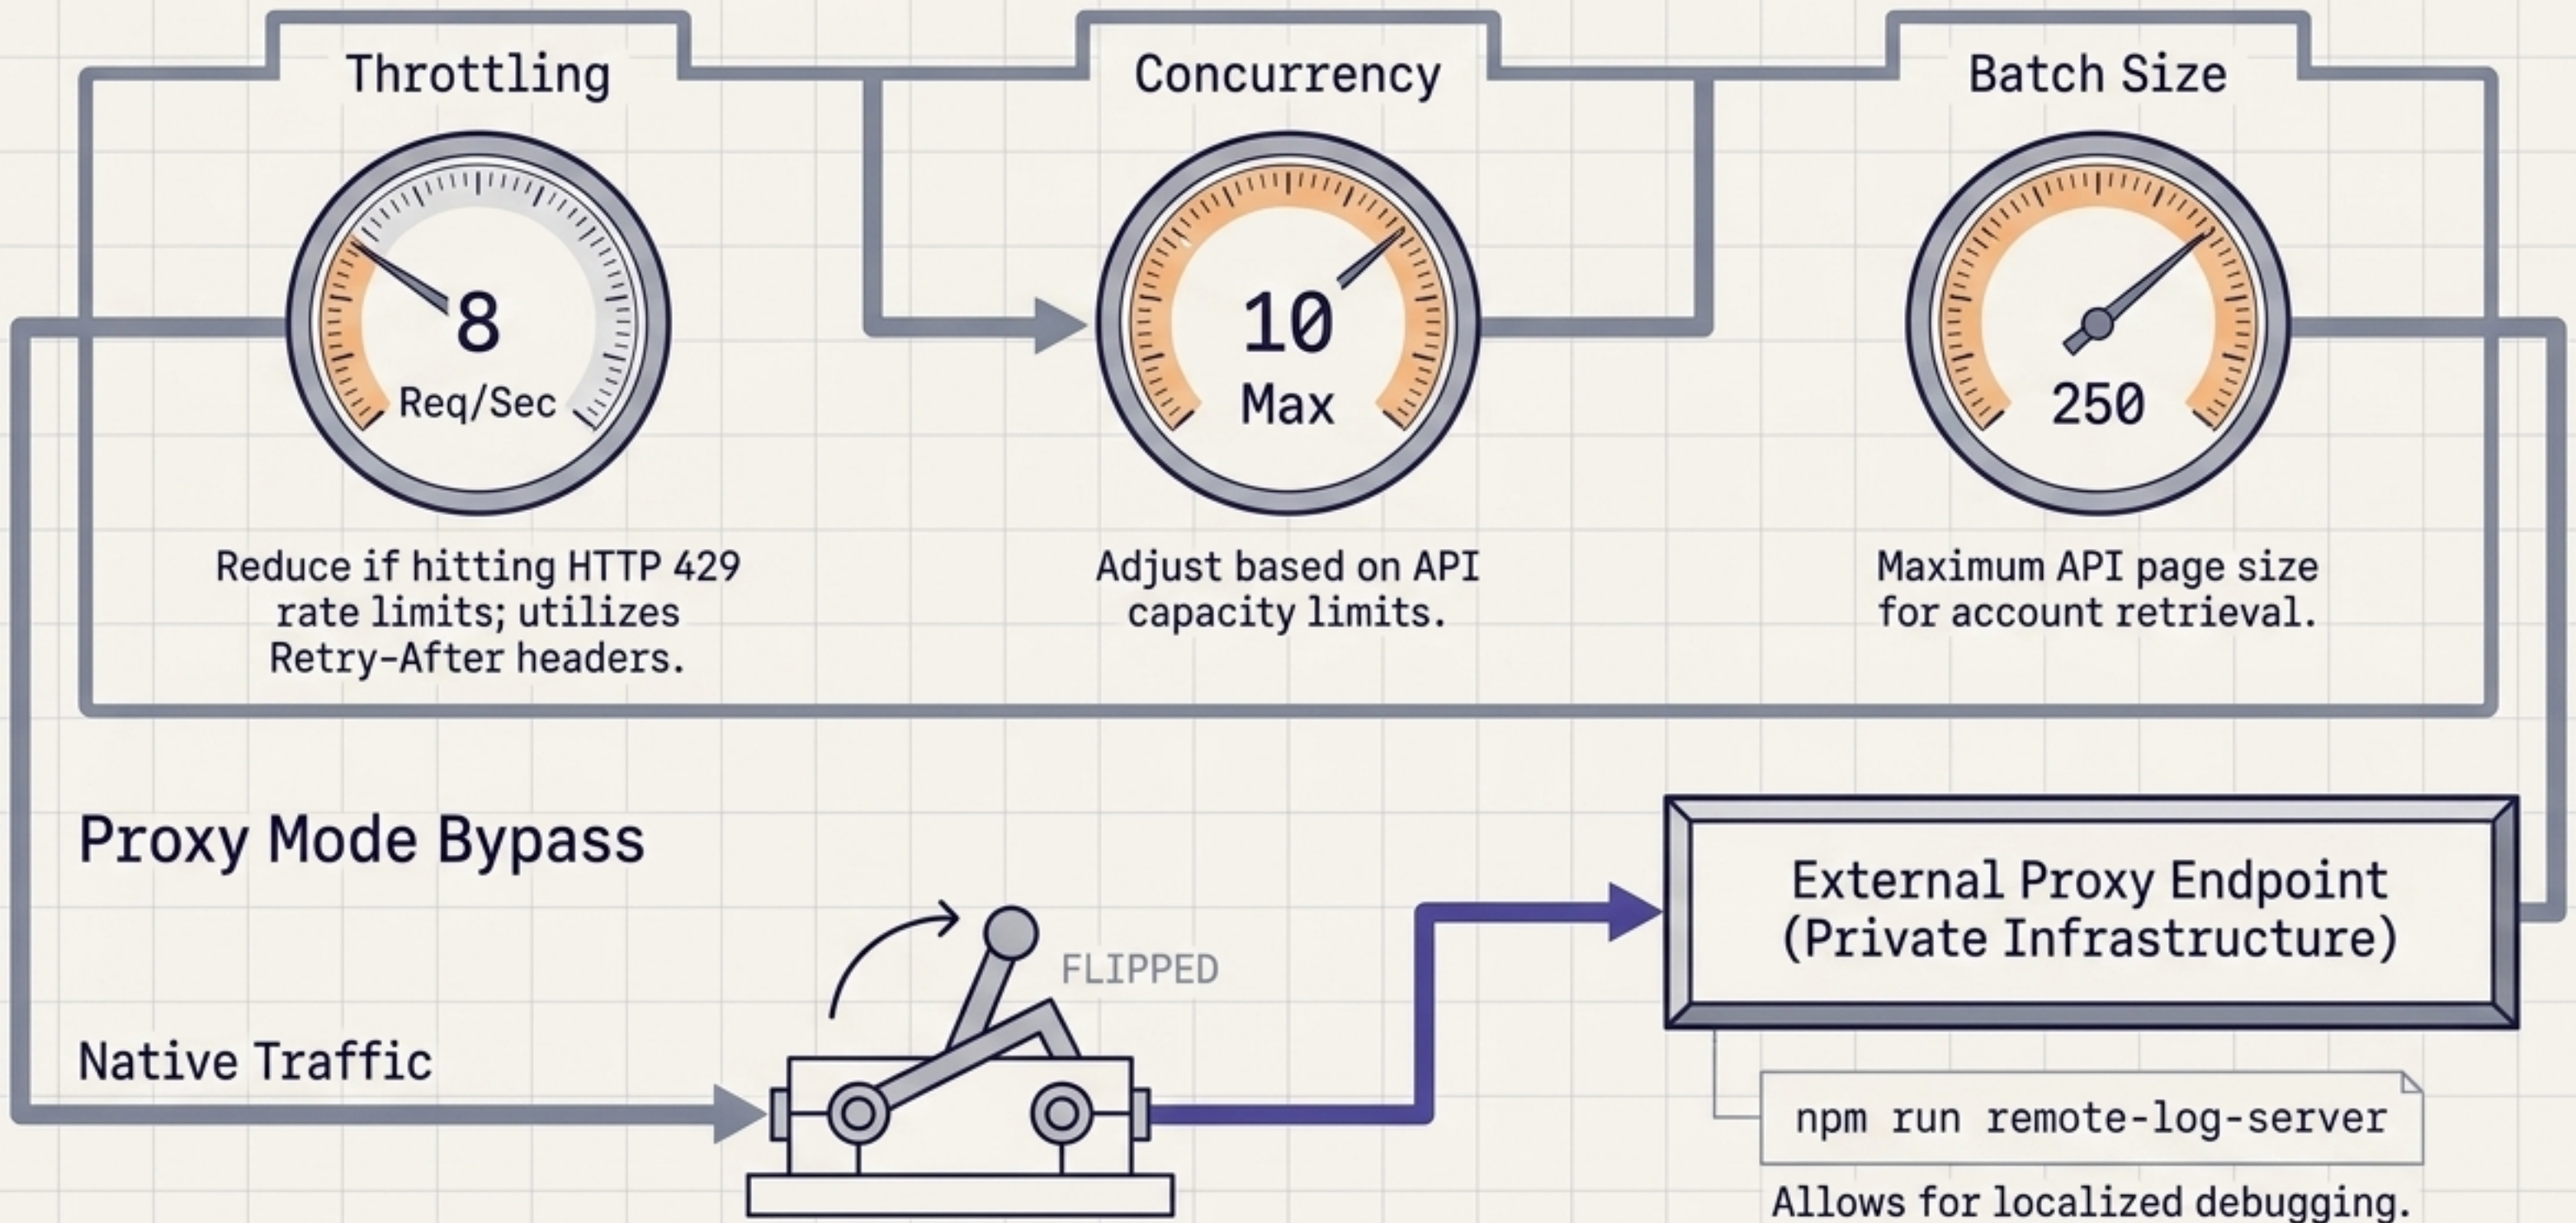 Throttling
Concurrency
Batch Size
8
Req/Sec
10
Max
250
Reduce if hitting HTTP 429
rate limits; utilizes
Retry-After headers.
Adjust based on API
capacity limits.
Maximum API page size
for account retrieval.
Proxy Mode Bypass
FLIPPED
Native Traffic
External Proxy Endpoint
(Private Infrastructure)
npm run remote-log-server
Allows for localized debugging.